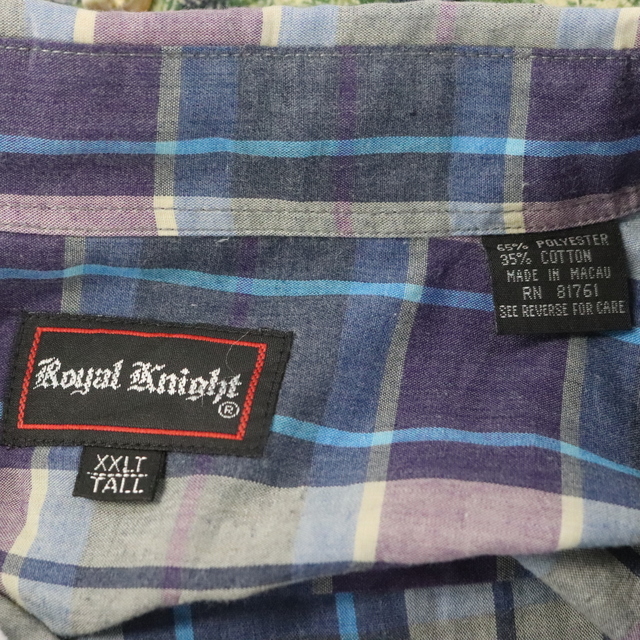 65% POLYESTER
35% COTTON
MADE IN MACAU
RN 81761
SEE REVERSE FOR CARE
Royal Knight
®
XXLT
TALL